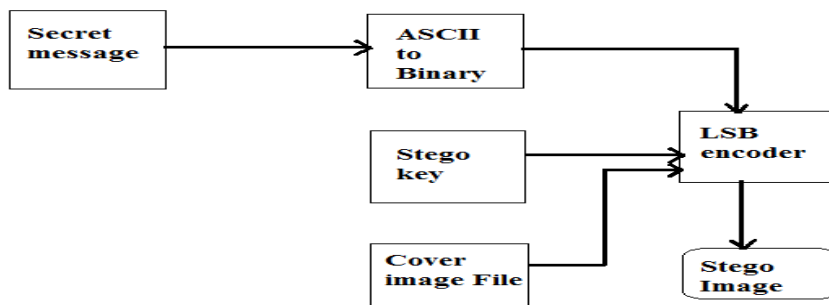 Secret
message
ASCII
to
Binary
Stego
key
LSB
encoder
Cover
image File
Stego
Image